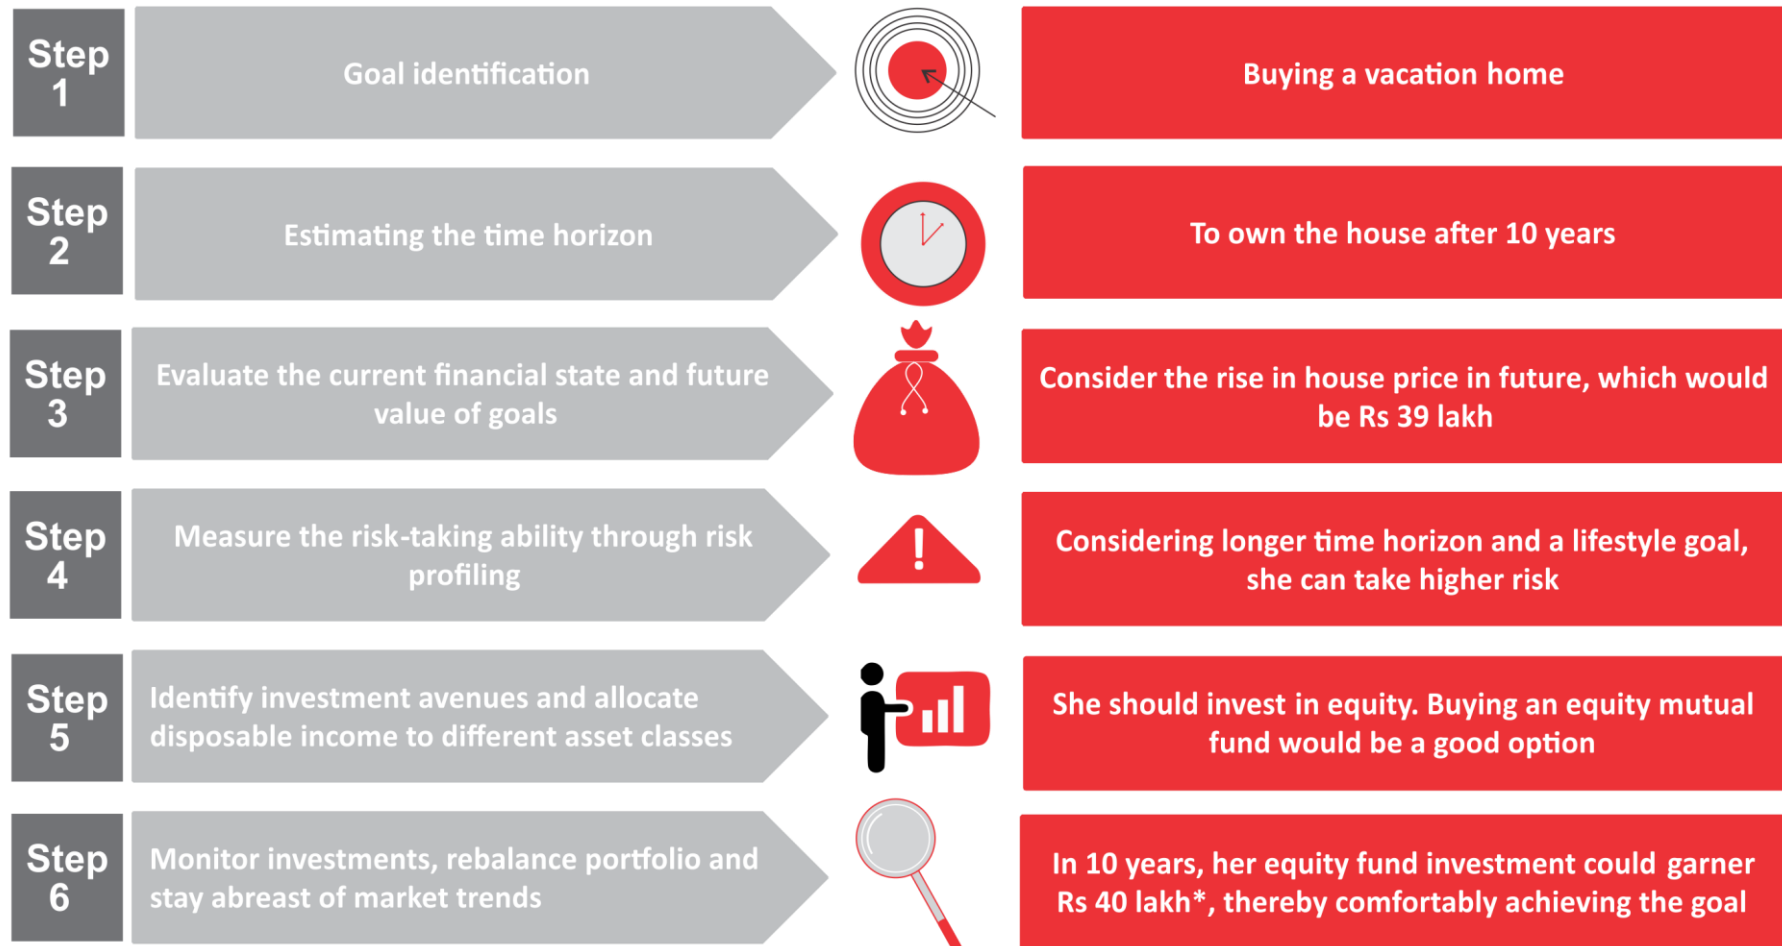 Step
1
Goal identification
Buying a vacation home
Step
2
Estimating the time horizon
To own the house after 10 years
Step
3
Evaluate the current financial state and future
value of goals
Consider the rise in house price in future, which would
be Rs 39 lakh
Step
4
Measure the risk-taking ability through risk
profiling
!
Considering longer time horizon and a lifestyle goal,
she can take higher risk
Step
5
Identify investment avenues and allocate
disposable income to different asset classes
She should invest in equity. Buying an equity mutual
fund would be a good option
Step
6
Monitor investments, rebalance portfolio and
stay abreast of market trends
In 10 years, her equity fund investment could garner
Rs 40 lakh*, thereby comfortably achieving the goal